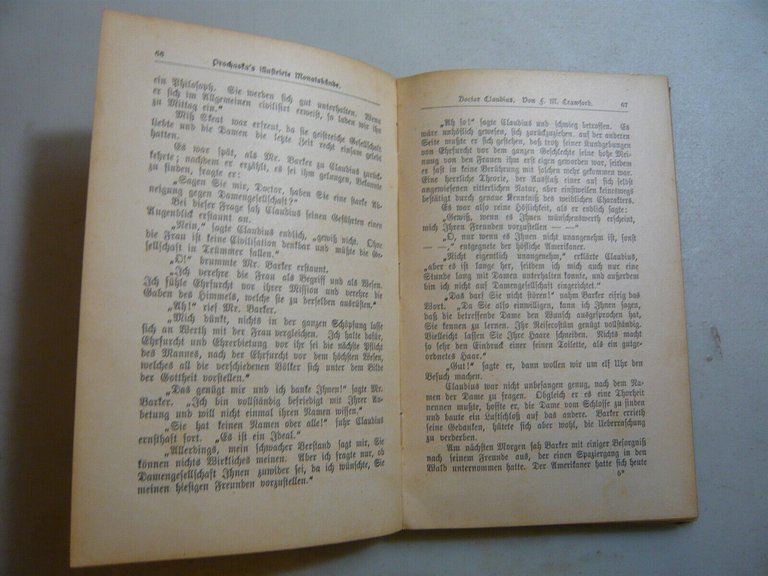 66
Prochaska's illustrirte Monatsbände.
ein Philosoph. Sie werden sich gut unterhalten. Wenn
er sich im Allgemeinen civilisirt erweist, so laden wir ihn
zu Mittag ein."
Miß Skeat war erfreut, da sie geistreiche Gesellschaft
liebte und die Damen die letzte Zeit recht einsam gelebt
hatten.
Es war spät, als Mr. Barker zu Claudius zurück-
kehrte; nachdem er erzählt, es sei ihm gelungen, Bekannte
zu finden, fragte er:
„Sagen Sie mir, Doctor, haben Sie eine starke Ab-
neigung gegen Damengesellschaft?"
Bei dieser Frage sah Claudius seinen Gefährten einen
Augenblick erstaunt an.
„Nein," sagte Claudius endlich, „gewiß nicht. Ohne
die Frau ist keine Civilisation denkbar und müßte die Ge-
sellschaft in Trümmer fallen."
„O!" brummte Mr. Barker erstaunt.
„Ich verehre die Frau als Begriff und als Wesen.
Ich fühle Ehrfurcht vor ihrer Mission und verehre die
Gaben des Himmels, welche sie zu derselben ausrüsten."
„Ah!" rief Mr. Barker.
„Mich dünkt, nichts in der ganzen Schöpfung lasse
sich an Werth mit der Frau vergleichen. Ich halte dafür,
Ehrfurcht und Ehrerbietung vor ihr sei die nächste Pflicht
des Mannes, nach der Ehrfurcht vor dem höchsten Wesen,
welches all die verschiedenen Völker sich unter dem Bilde
der Gottheit vorstellen."
„Das genügt mir und ich danke Ihnen!" sagte Mr.
Barker. „Ich bin vollständig befriedigt mit Ihrer An-
betung und will nicht einmal ihren Namen wissen."
„Sie hat keinen Namen aber alle!" fuhr Claudius
ernsthaft fort. „Es ist ein Ideal."
„Allerdings, mein schwacher Verstand sagt mir, Sie
können nichts Wirkliches meinen. Aber ich fragte nur, ob
Damengesellschaft Ihnen zuwider sei, da ich wünschte, Sie
meinen hiesigen Freunden vorzustellen."
Doctor Claudius. Von F. M. Crawford.
67
„Ah so!" sagte Claudius und schwieg betroffen. Es
wäre unhöflich gewesen, sich zurückzuziehen, auf der anderen
Seite mußte er sich gestehen, daß trotz seiner Kundgebungen
von Ehrfurcht vor dem ganzen Geschlechte seine hohe Mei-
nung von den Frauen ihm erst eigen geworden war, seitdem
er fast in keine Berührung mit solchen mehr gekommen war.
Eine herrliche Theorie, der Ausfluß einer auf sich selbst
angewiesenen ritterlichen Natur, aber einstweilen keineswegs
bestätigt durch genaue Kenntniß des weiblichen Charakters.
Es war also reine Höflichkeit, als er endlich sagte:
„Gewiß, wenn es Ihnen wünschenswerth erscheint,
mich Ihren Freunden vorzustellen — —"
„O, nur wenn es Ihnen nicht unangenehm ist, sonst
— —," entgegnete der höfliche Amerikaner.
„Nicht eigentlich unangenehm," erklärte Claudius,
„aber es ist lange her, seitdem ich mich auch nur eine
Stunde lang mit Damen unterhalten konnte, und außerdem
bin ich nicht auf Damengesellschaft eingerichtet."
„Das darf Sie nicht stören!" nahm Barker eifrig das
Wort. „Da Sie also einwilligen, kann ich Ihnen sagen,
daß die betreffende Dame den Wunsch ausgesprochen hat,
Sie kennen zu lernen. Ihr Reisecostüm genügt vollständig.
Vielleicht lassen Sie Ihre Haare schneiden. Nichts macht
so sehr den Eindruck einer feinen Toilette, als ein gut-
geordnetes Haar."
„Gut!" sagte er, dann wollen wir um elf Uhr den
Besuch machen.
Claudius war nicht unbefangen genug, nach dem Na-
men der Dame zu fragen. Obgleich er es eine Thorheit
nennen mußte, hoffte er, die Dame vom Schlosse zu finden
und baute ein Luftschloß auf das andere. Barker errieth
seine Gedanken, hütete sich aber wohl, die Ueberraschung
zu verderben.
Am nächsten Morgen sah Barker mit einiger Besorgniß
nach seinem Freunde aus, der einen Spaziergang in den
Wald unternommen hatte. Der Amerikaner hatte sich heute
5*